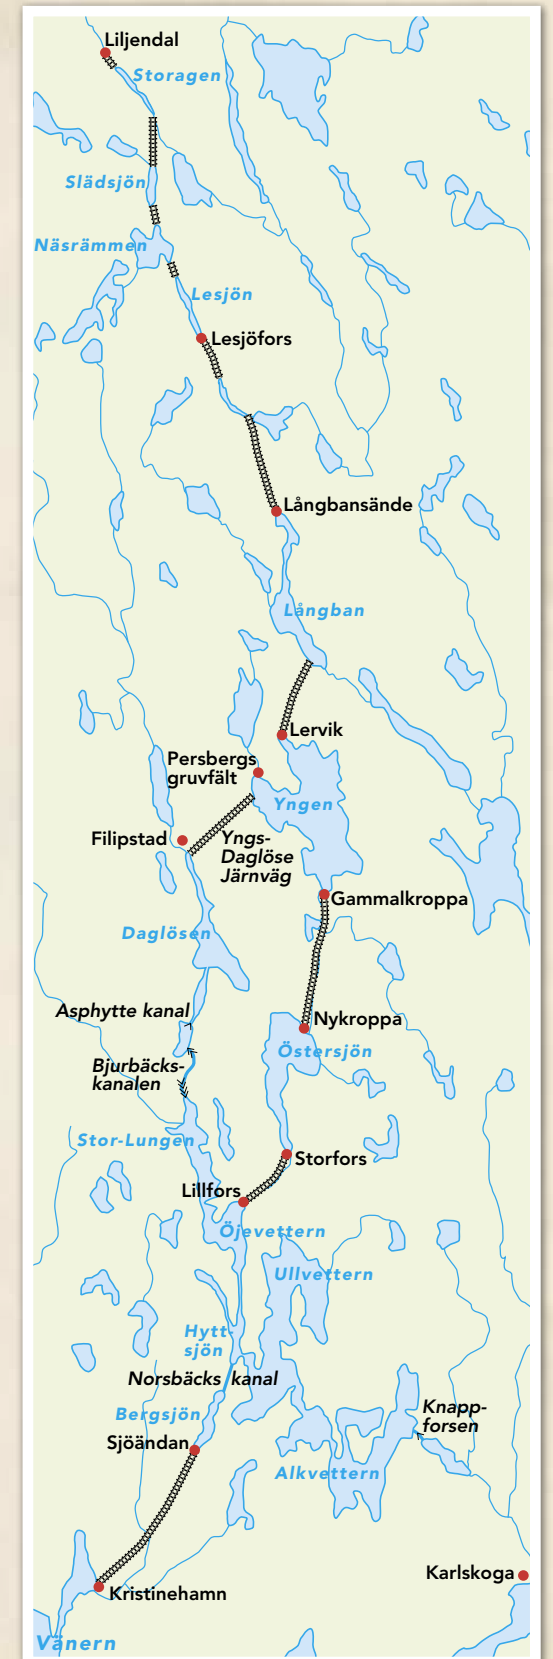 Liljendal
Storagen
Slädsjön
Näsrämmen
Lesjön
Lesjöfors
Långbansände
Långban
Lervik
Persbergs
gruvfält
Yngen
Filipstad
Yngs-
Daglöse
Järnväg
Gammalkroppa
Daglösen
Asphytte kanal
Nykroppa
Östersjön
Bjurbäcks-
kanalen
Stor-Lungen
Storfors
Lillfors
Öjevettern
Ullvettern
Hytt-
sjön
Norsbäcks kanal
Bergsjön
Knapp-
forsen
Sjöändan
Alkvettern
Karlskoga
Kristinehamn
Vänern